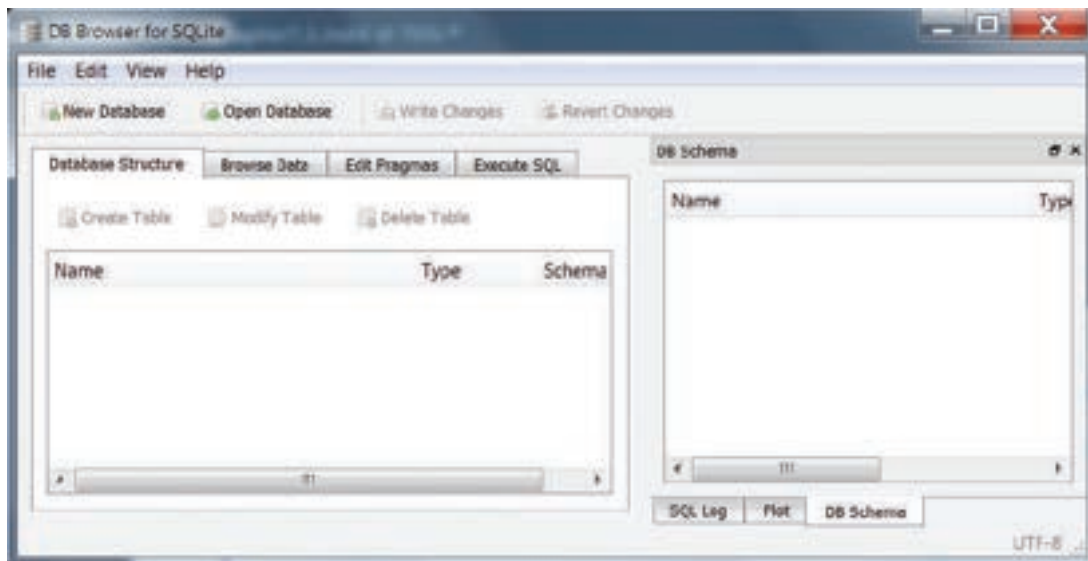 DB Browser for SQLite
File Edit View Help
New Database Open Database Write Changes Revert Changes
Database Structure Browse Data Edit Pragmas Execute SQL
Create Table Modify Table Delete Table
Name Type Schema
DB Schema
Name Type
SQL Log Plot DB Schema
UTF-8